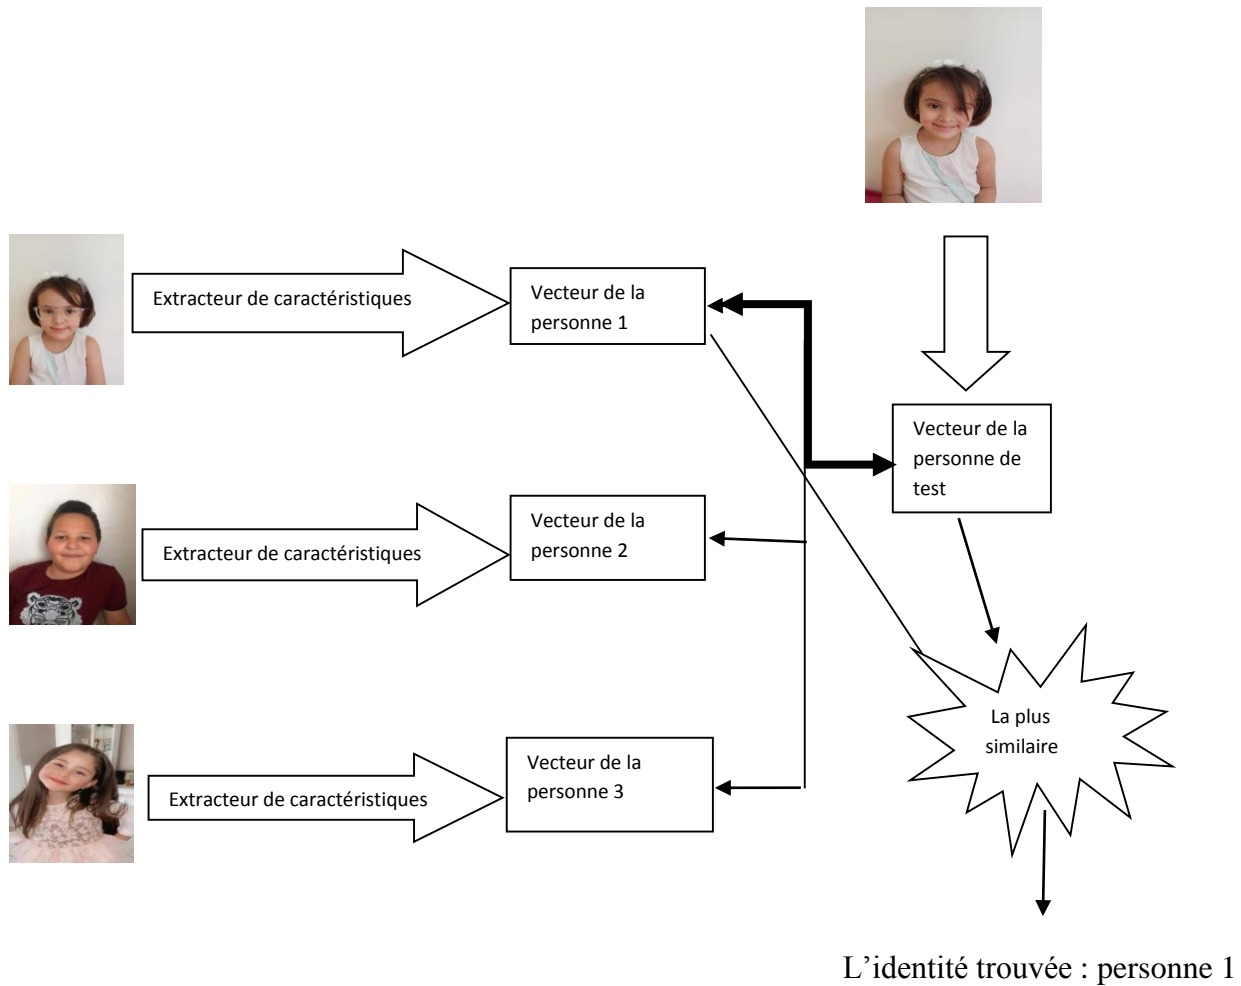 Extracteur de caractéristiques
Vecteur de la
personne 1
Vecteur de la
personne de
test
Extracteur de caractéristiques
Vecteur de la
personne 2
La plus
similaire
Extracteur de caractéristiques
Vecteur de la
personne 3
L’identité trouvée : personne 1